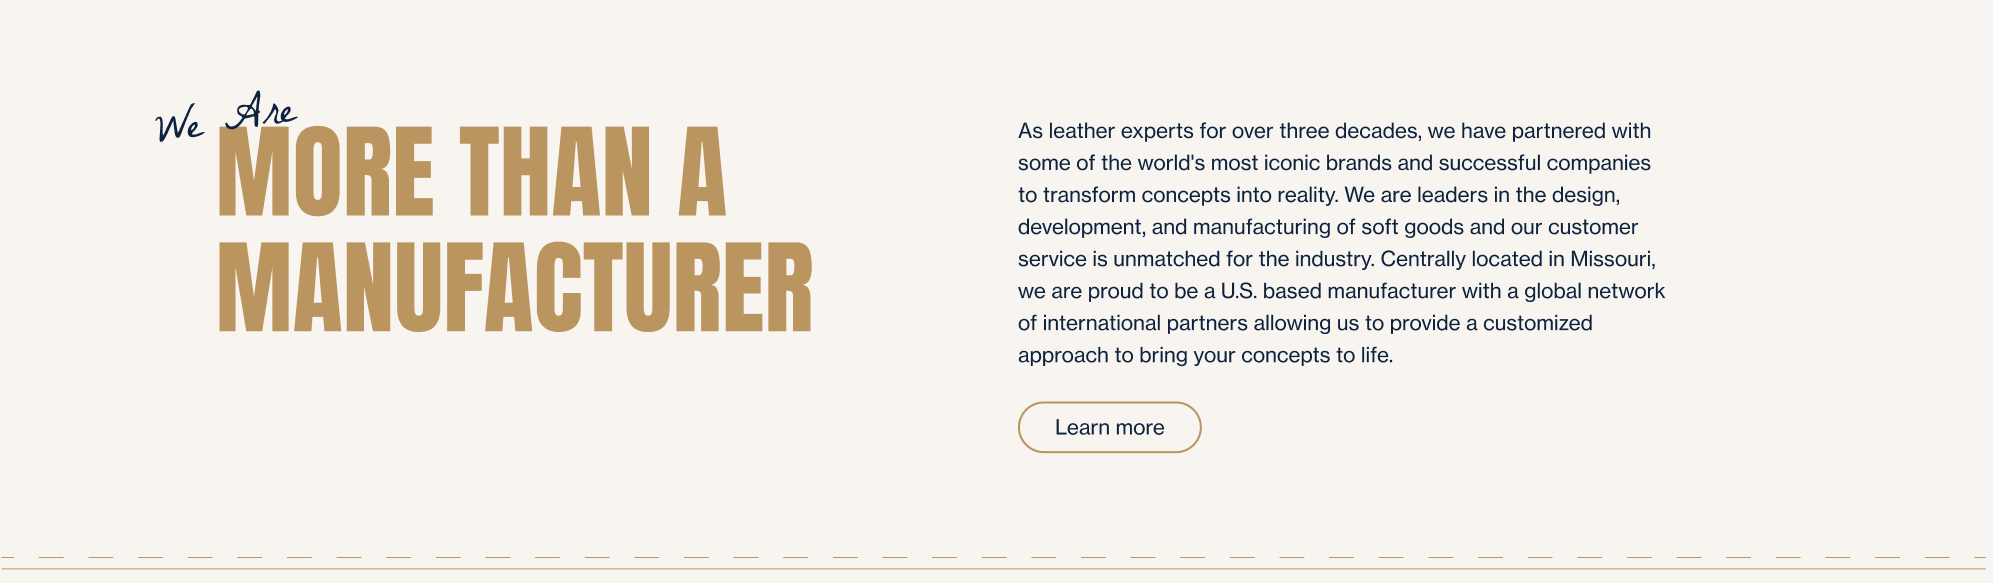 We Are
MORE THAN A
MANUFACTURER
As leather experts for over three decades, we have partnered with
some of the world's most iconic brands and successful companies
to transform concepts into reality. We are leaders in the design,
development, and manufacturing of soft goods and our customer
service is unmatched for the industry. Centrally located in Missouri,
we are proud to be a U.S. based manufacturer with a global network
of international partners allowing us to provide a customized
approach to bring your concepts to life.
Learn more